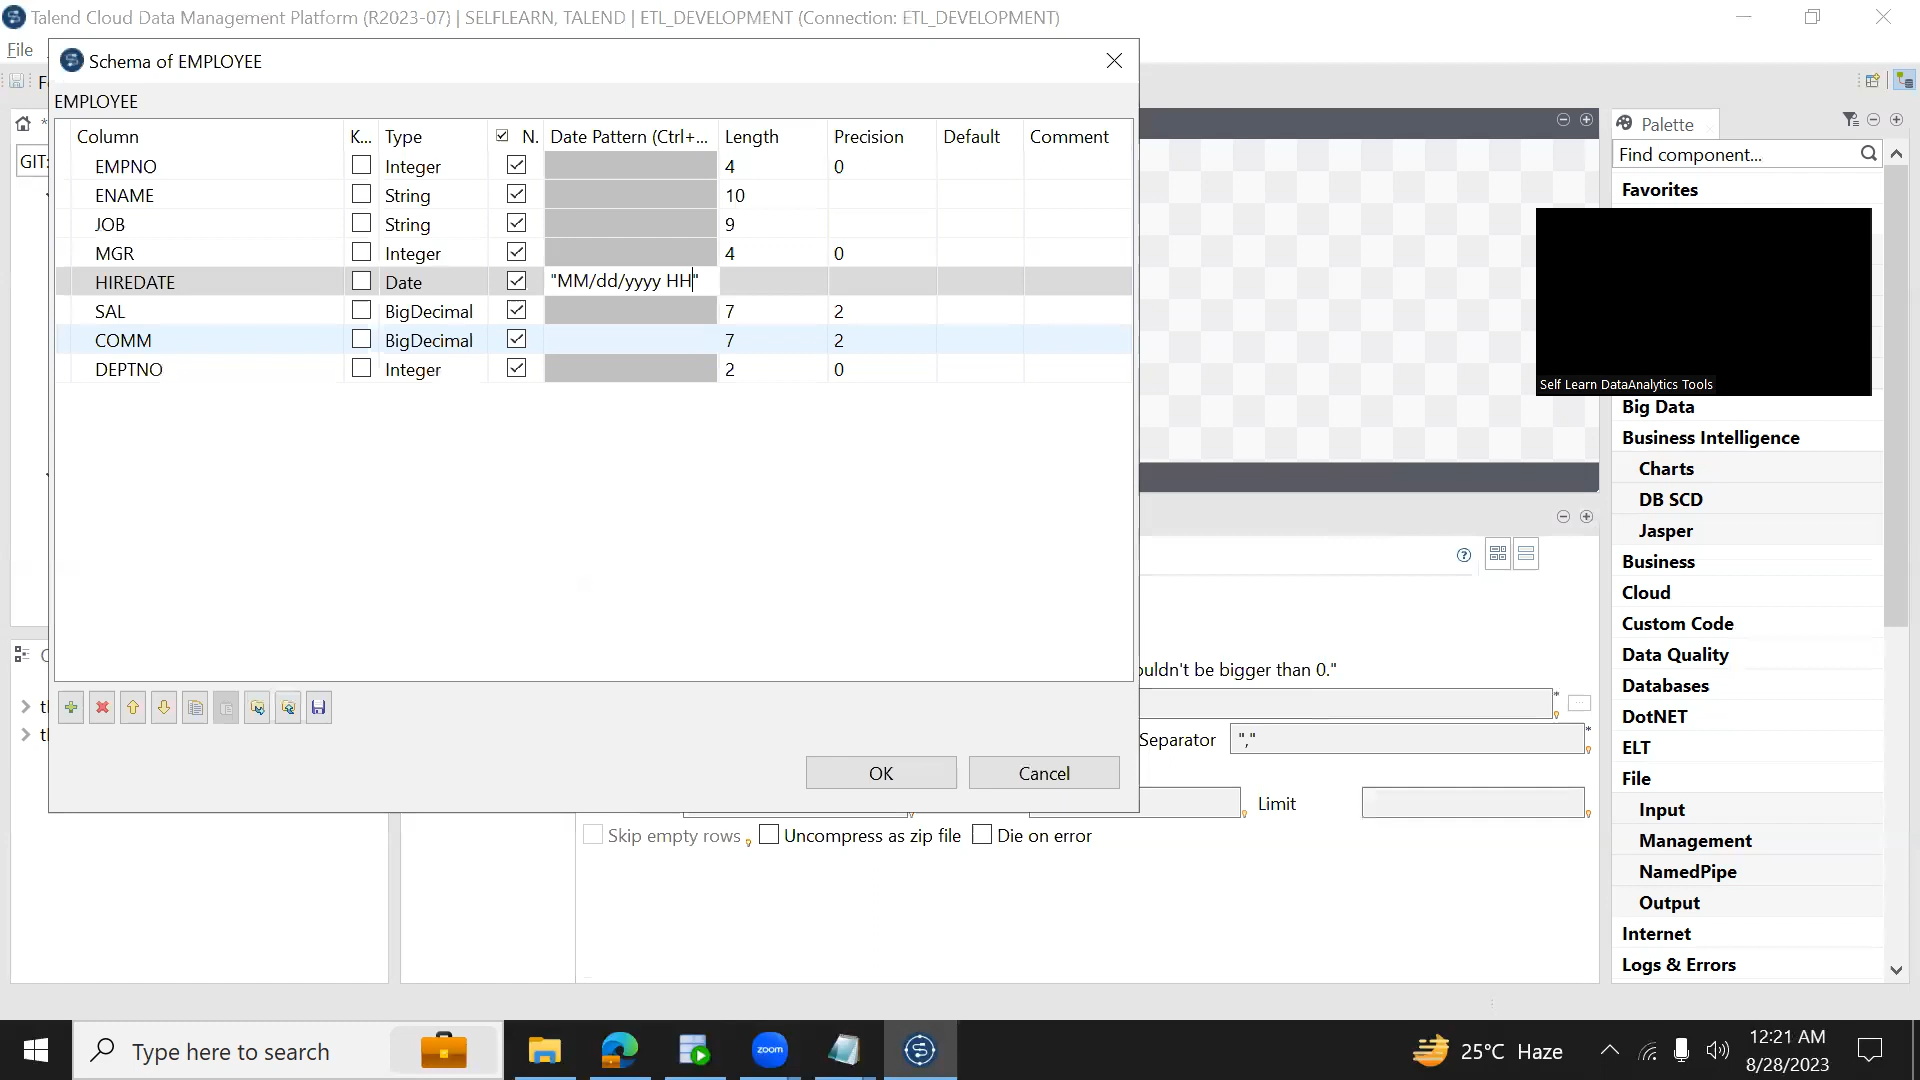 Talend Cloud Data Management Platform (R2023-07) | SELFLEARN, TALEND | ETL_DEVELOPMENT (Connection: ETL_DEVELOPMENT)
File
Schema of EMPLOYEE
EMPLOYEE
Column K... Type N. Date Pattern (Ctrl+... Length Precision Default Comment
EMPNO Integer 4 0
ENAME String 10
JOB String 9
MGR Integer 4 0
HIREDATE Date "MM/dd/yyyy HH"
SAL BigDecimal 7 2
COMM BigDecimal 7 2
DEPTNO Integer 2 0
OK Cancel
GIT:
Palette
Find component...
Favorites
Self Learn DataAnalytics Tools
Big Data
Business Intelligence
Charts
DB SCD
Jasper
Business
Cloud
Custom Code
Data Quality
Databases
DotNET
ELT
File
Input
Management
NamedPipe
Output
Internet
Logs & Errors
ouldn't be bigger than 0."
Separator ","
Limit
Skip empty rows Uncompress as zip file Die on error
Type here to search
zoom
25°C Haze
12:21 AM
8/28/2023